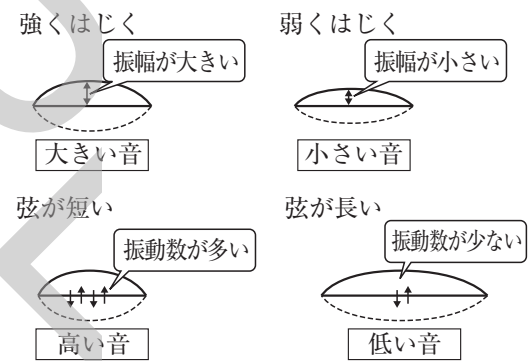 強くはじく
振幅が大きい
大きい音
弱くはじく
振幅が小さい
小さい音
弦が短い
振動数が多い
高い音
弦が長い
振動数が少ない
低い音